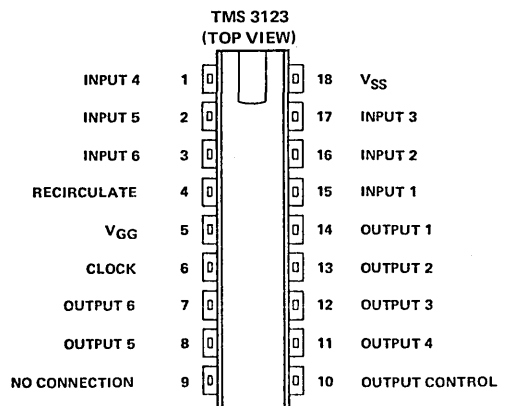 TMS 3123
(TOP VIEW)
INPUT 4 1 18 VSS
INPUT 5 2 17 INPUT 3
INPUT 6 3 16 INPUT 2
RECIRCULATE 4 15 INPUT 1
VGG 5 14 OUTPUT 1
CLOCK 6 13 OUTPUT 2
OUTPUT 6 7 12 OUTPUT 3
OUTPUT 5 8 11 OUTPUT 4
NO CONNECTION 9 10 OUTPUT CONTROL